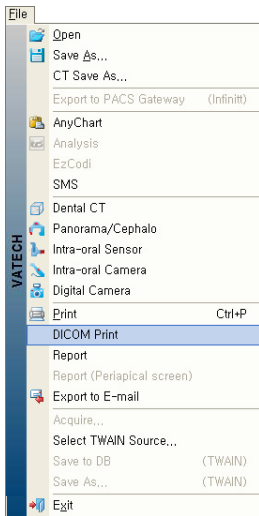 File
Open
Save As...
CT Save As...
Export to PACS Gateway (Infinitt)
AnyChart
Analysis
EzCodi
SMS
Dental CT
Panorama/Cephalo
Intra-oral Sensor
Intra-oral Camera
Digital Camera
Print Ctrl+P
DICOM Print
Report
Report (Periapical screen)
Export to E-mail
Acquire...
Select TWAIN Source...
Save to DB (TWAIN)
Save As... (TWAIN)
Exit
VATECH